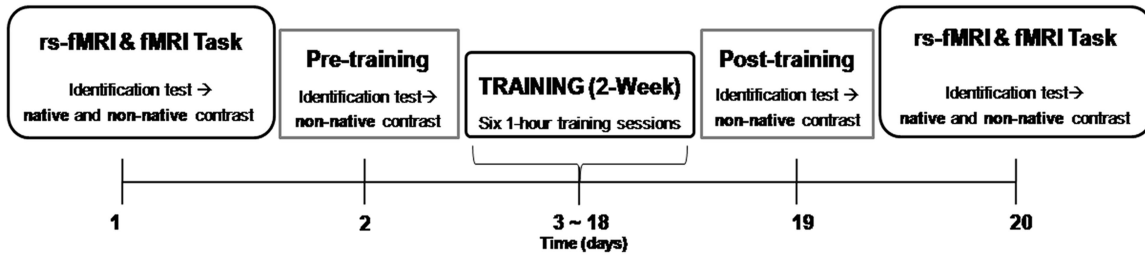 rs-fMRI & fMRI Task
Identification test →
native and non-native contrast
Pre-training
Identification test→
non-native contrast
TRAINING (2-Week)
Six 1-hour training sessions
Post-training
Identification test →
non-native contrast
rs-fMRI & fMRI Task
Identification test→
native and non-native contrast
1
2
3 ~ 18
19
20
Time (days)